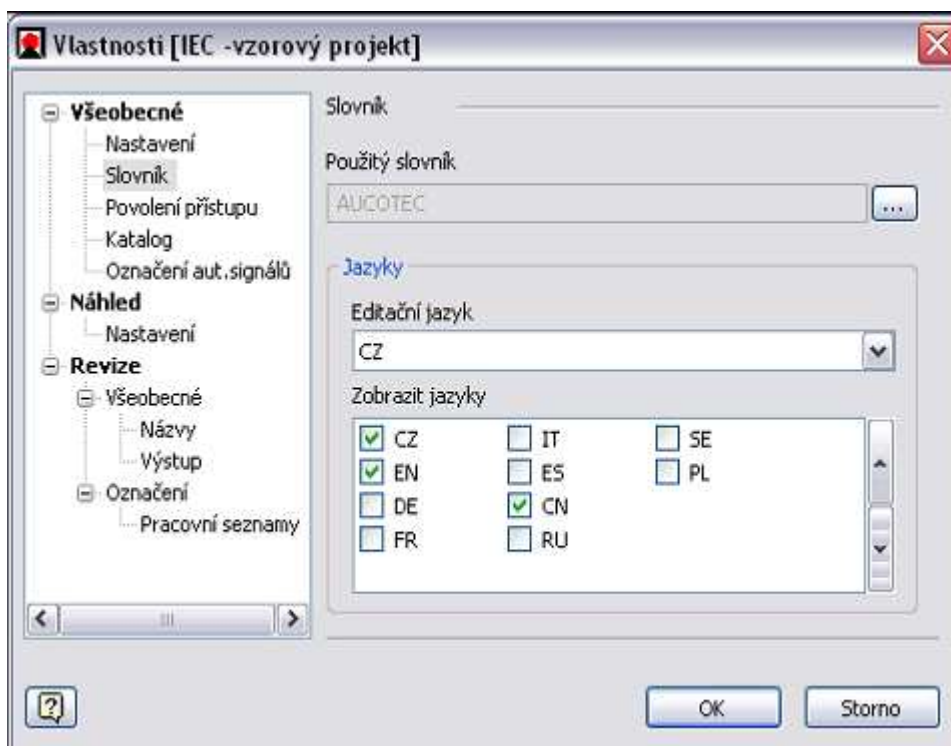 Vlastnosti [IEC -vzorový projekt]
Všeobecné
Nastavení
Slovník
Povolení přístupu
Katalog
Označení aut.signálů
Náhled
Nastavení
Revize
Všeobecné
Názvy
Výstup
Označení
Pracovní seznamy
Slovník
Použitý slovník
AUCOTEC
...
Jazyky
Editační jazyk
CZ
Zobrazit jazyky
CZ IT SE
EN ES PL
DE CN
FR RU
OK Storno